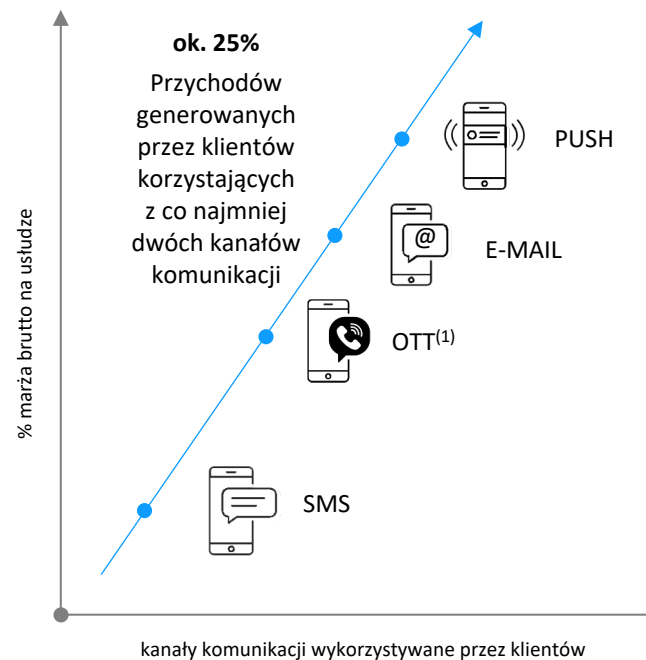 ok. 25%
Przychodów
generowanych
przez klientów
korzystających
z co najmniej
dwóch kanałów
komunikacji
PUSH
@
E-MAIL
OTT(1)
SMS
% marża brutto na usłudze
kanały komunikacji wykorzystywane przez klientów